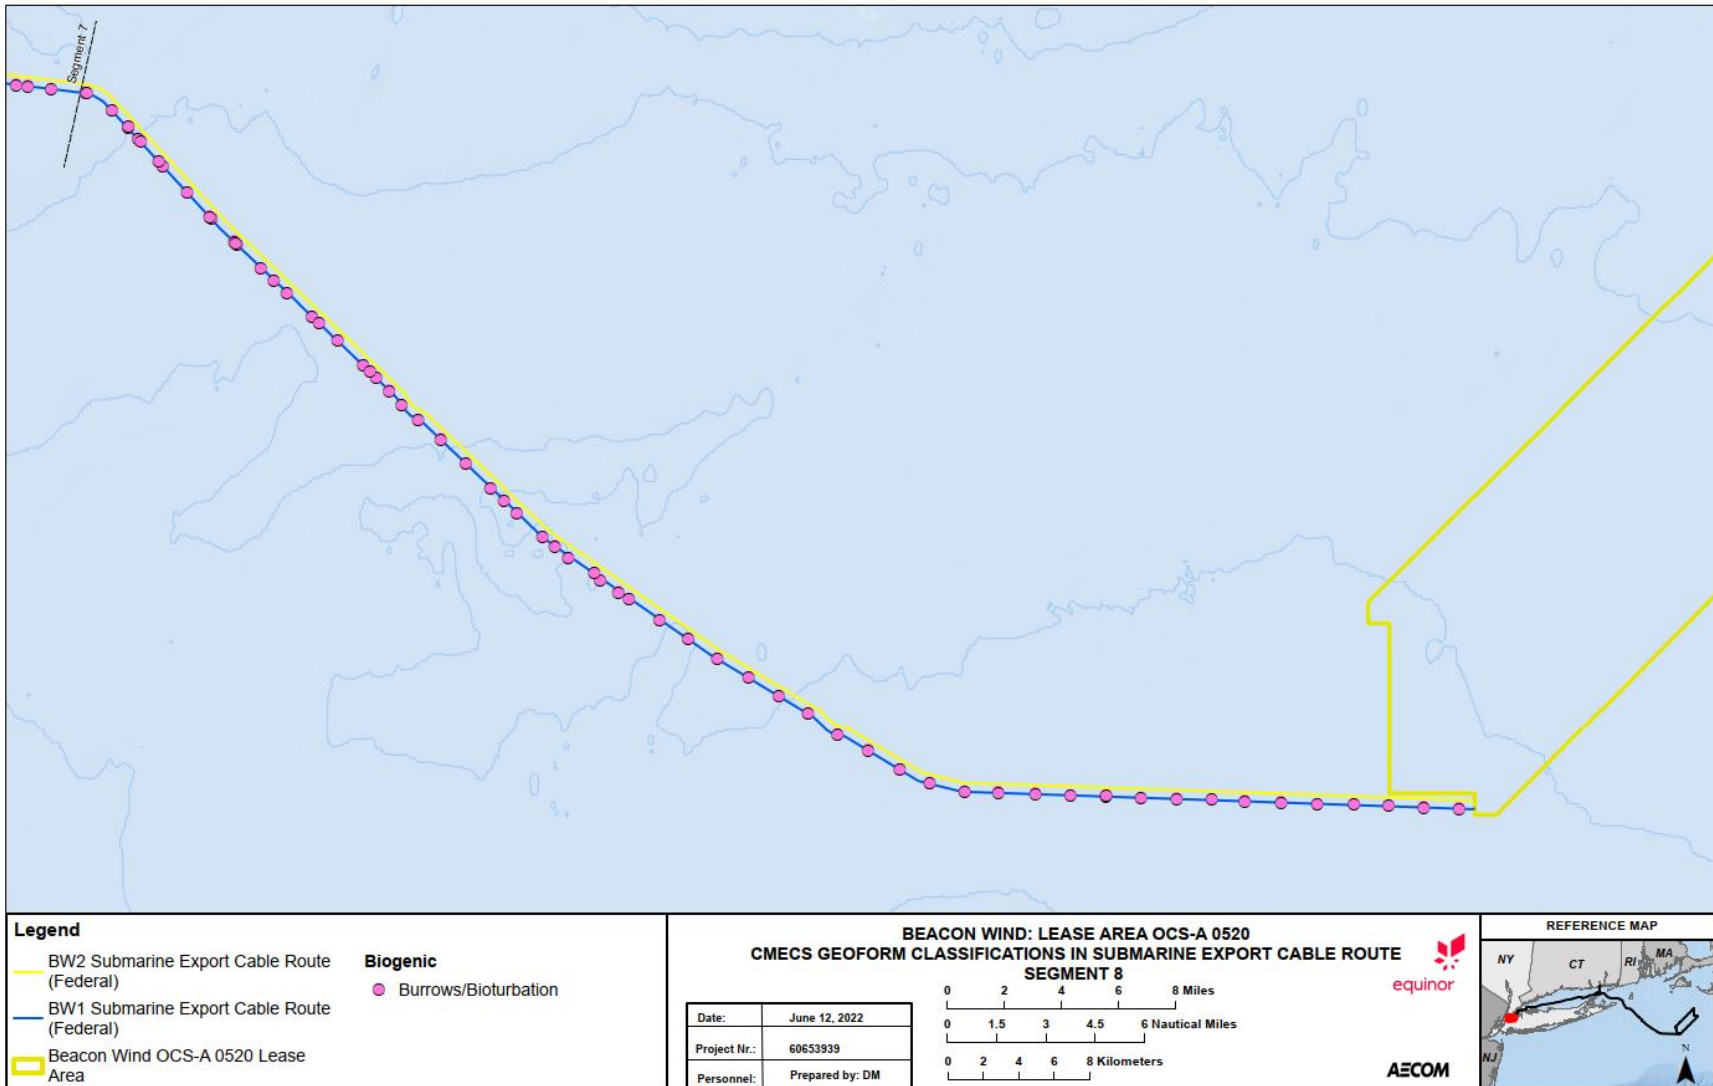 Segment 7
Legend
BW2 Submarine Export Cable Route
(Federal)
BW1 Submarine Export Cable Route
(Federal)
Beacon Wind OCS-A 0520 Lease
Area
Biogenic
Burrows/Bioturbation
BEACON WIND: LEASE AREA OCS-A 0520
CMECS GEOFORM CLASSIFICATIONS IN SUBMARINE EXPORT CABLE ROUTE
SEGMENT 8
Date: June 12, 2022
Project Nr.: 60653939
Personnel: Prepared by: DM
0 2 4 6 8 Miles
0 1.5 3 4.5 6 Nautical Miles
0 2 4 6 8 Kilometers
equinor
AECOM
REFERENCE MAP
NY
CT
RI
MA
NJ
N